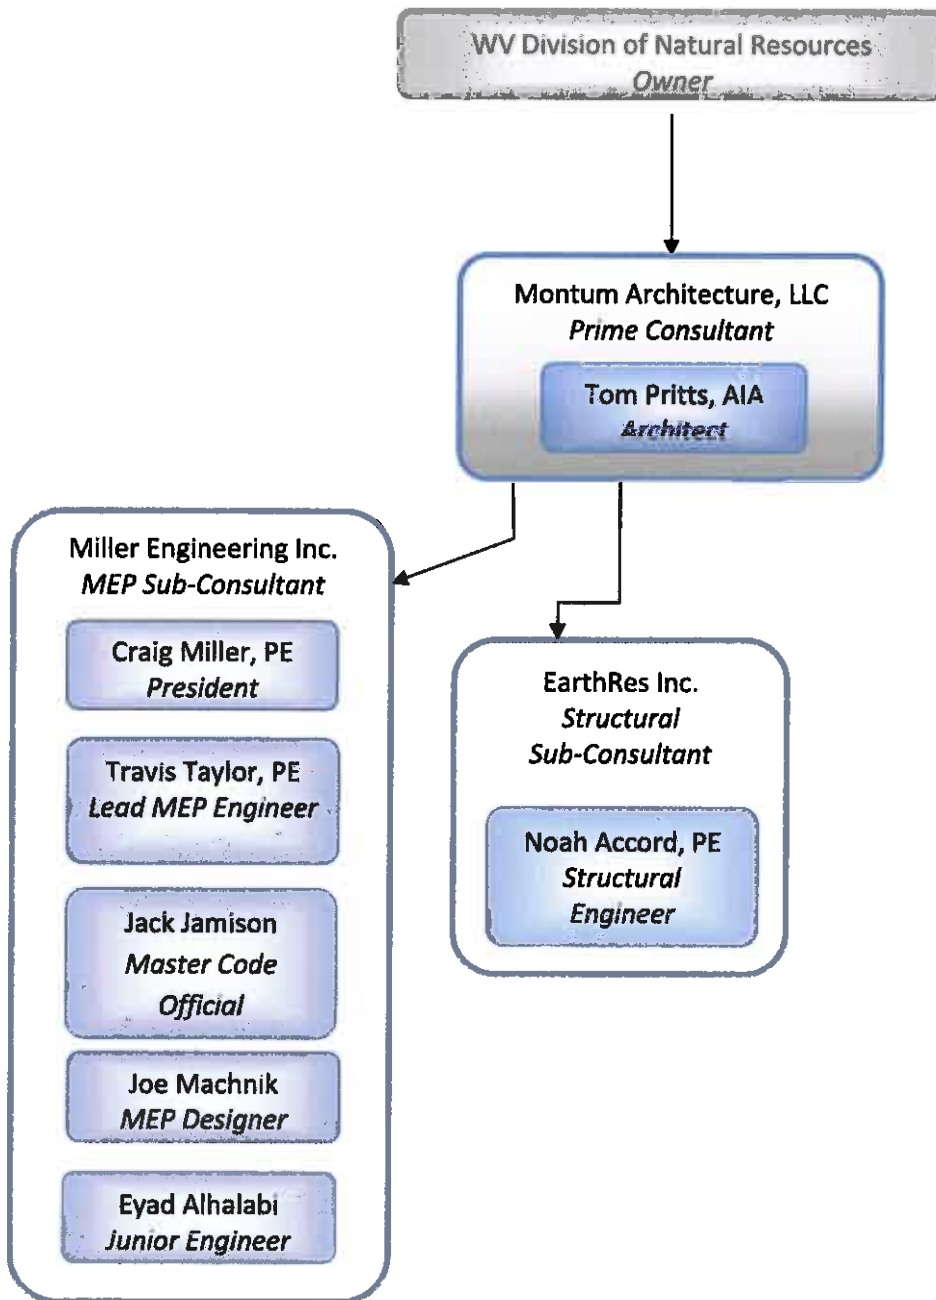 WV Division of Natural Resources
Owner
Montum Architecture, LLC
Prime Consultant
Tom Pritts, AIA
Architect
Miller Engineering Inc.
MEP Sub-Consultant
Craig Miller, PE
President
Travis Taylor, PE
Lead MEP Engineer
Jack Jamison
Master Code
Official
Joe Machnik
MEP Designer
Eyad Alhalabi
Junior Engineer
EarthRes Inc.
Structural
Sub-Consultant
Noah Accord, PE
Structural
Engineer